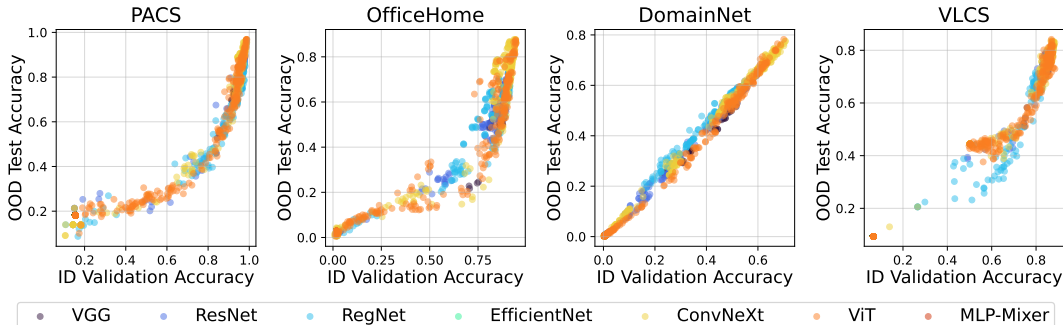 PACS
OOD Test Accuracy
1.0
0.8
0.6
0.4
0.2
0.2 0.4 0.6 0.8 1.0
ID Validation Accuracy
OfficeHome
OOD Test Accuracy
0.8
0.6
0.4
0.2
0.0
0.00 0.25 0.50 0.75
ID Validation Accuracy
DomainNet
OOD Test Accuracy
0.8
0.6
0.4
0.2
0.0
0.0 0.2 0.4 0.6
ID Validation Accuracy
VLCS
OOD Test Accuracy
0.8
0.6
0.4
0.2
0.2 0.4 0.6 0.8
ID Validation Accuracy
VGG ResNet RegNet EfficientNet ConvNeXt ViT MLP-Mixer